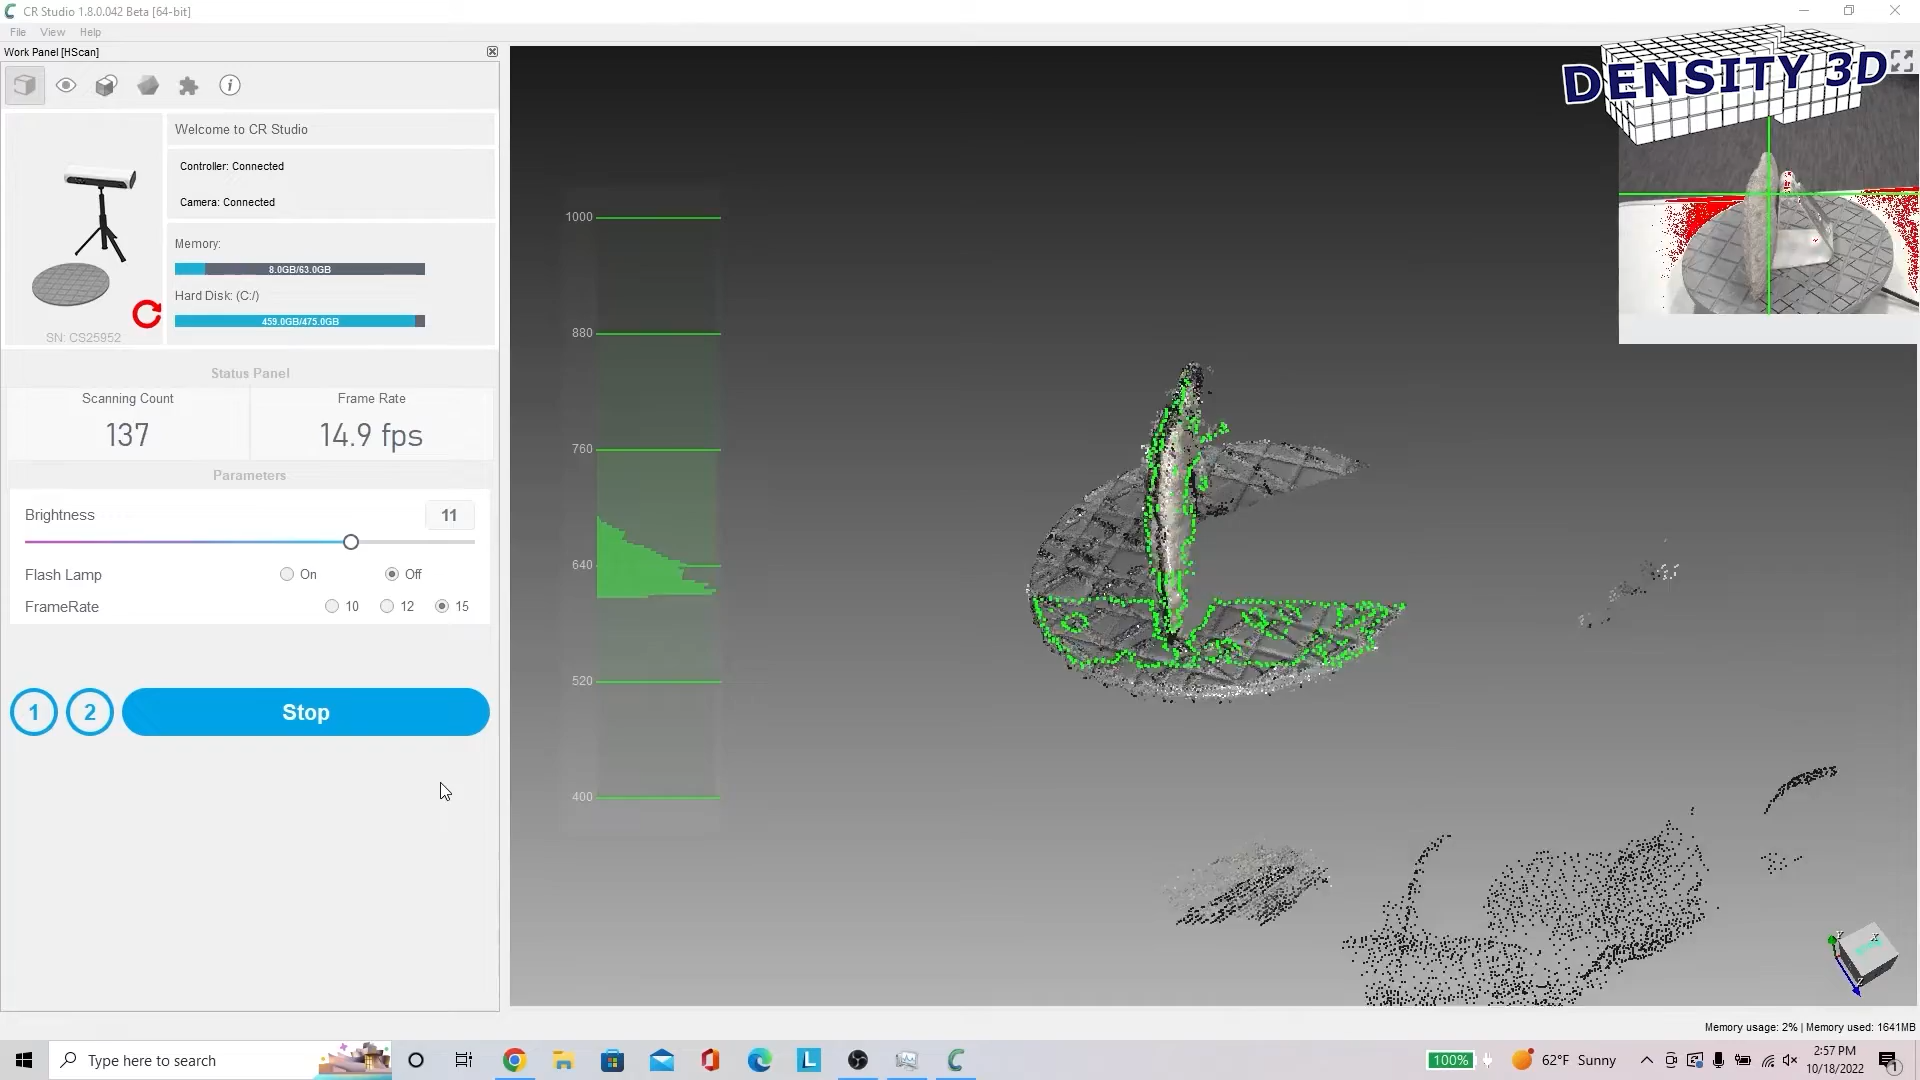 CR Studio 1.8.0.042 Beta [64-bit]
File View Help
Work Panel [HScan]
DENSITY 3D
Welcome to CR Studio
Controller: Connected
Camera: Connected
Memory:
8.0GB/63.0GB
Hard Disk: (C:/)
459.0GB/475.0GB
SN: CS25952
Status Panel
Scanning Count
Frame Rate
137
14.9 fps
Parameters
Brightness
11
Flash Lamp
On
Off
FrameRate
10
12
15
1
2
Stop
1000
880
760
640
520
400
Y
X
Z
Memory usage: 2% | Memory used: 1641MB
Type here to search
100%
62°F Sunny
2:57 PM
10/18/2022
1